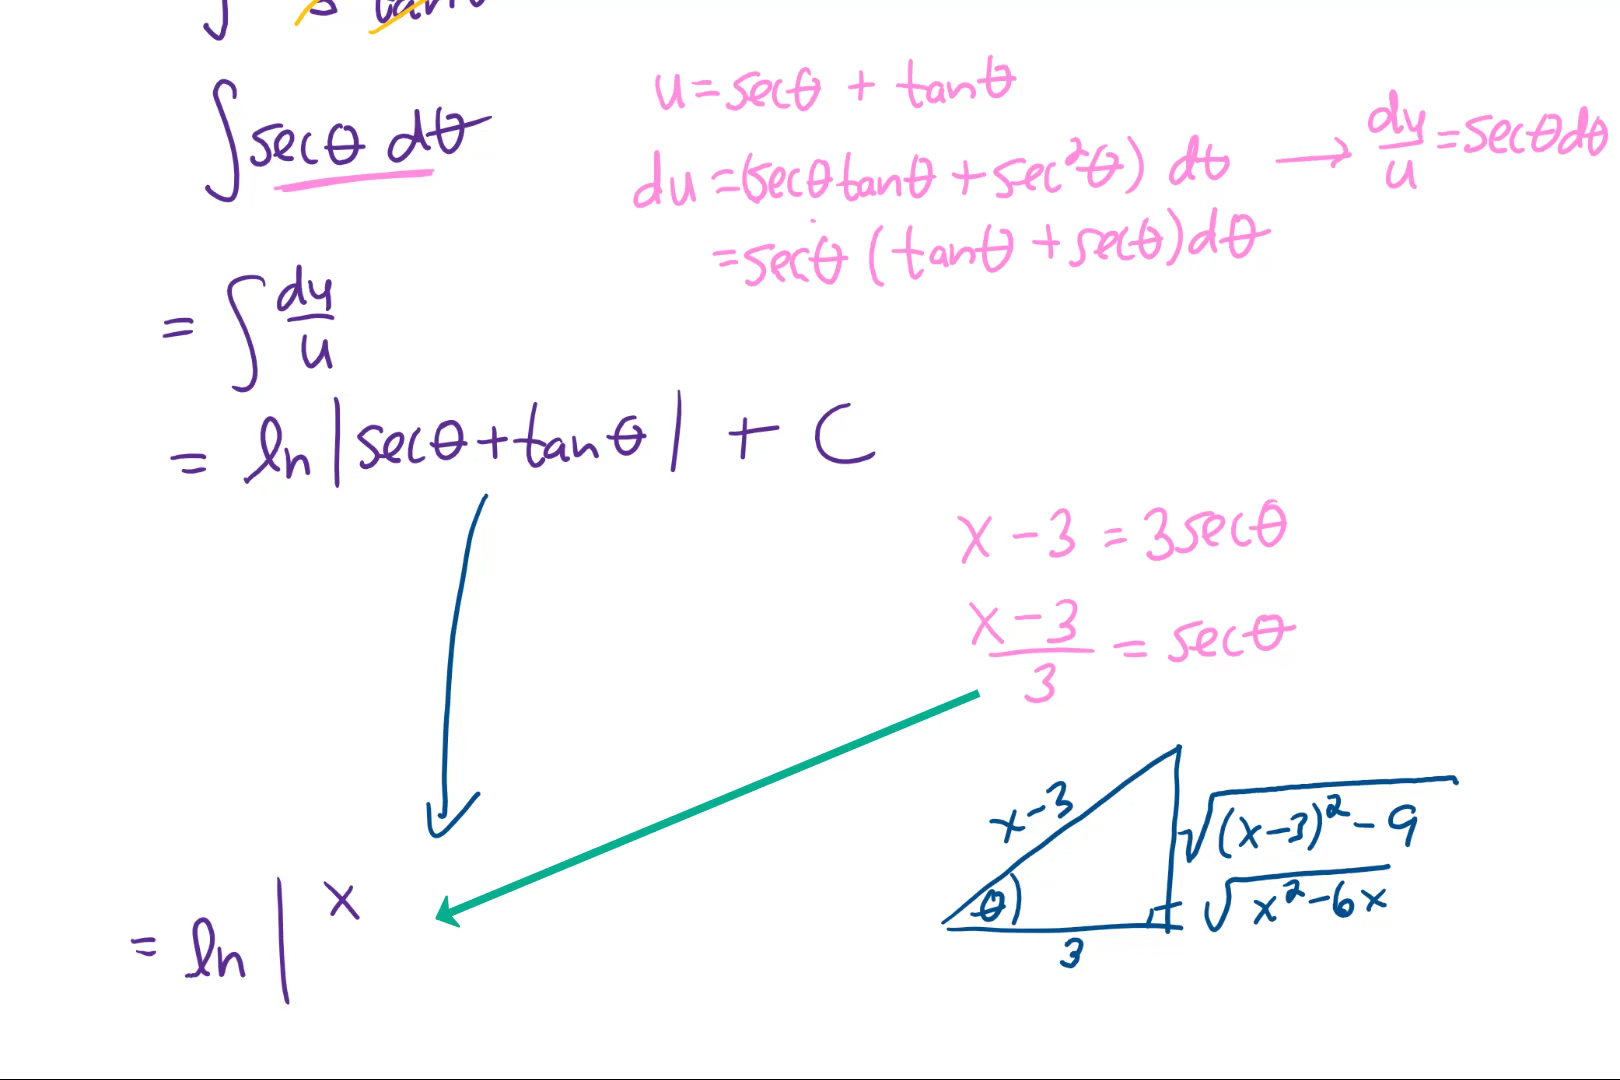 ∫secθ dθ
u=secθ + tanθ
du =(secθtanθ + sec²θ) dθ → du/u = secθdθ
=secθ (tanθ + secθ)dθ
= ∫ du/u
= ln|secθ+tanθ| + C
x-3 = 3secθ
x-3/3 = secθ
x-3
√(x-3)²-9
√x²-6x
θ
3
= ln | x